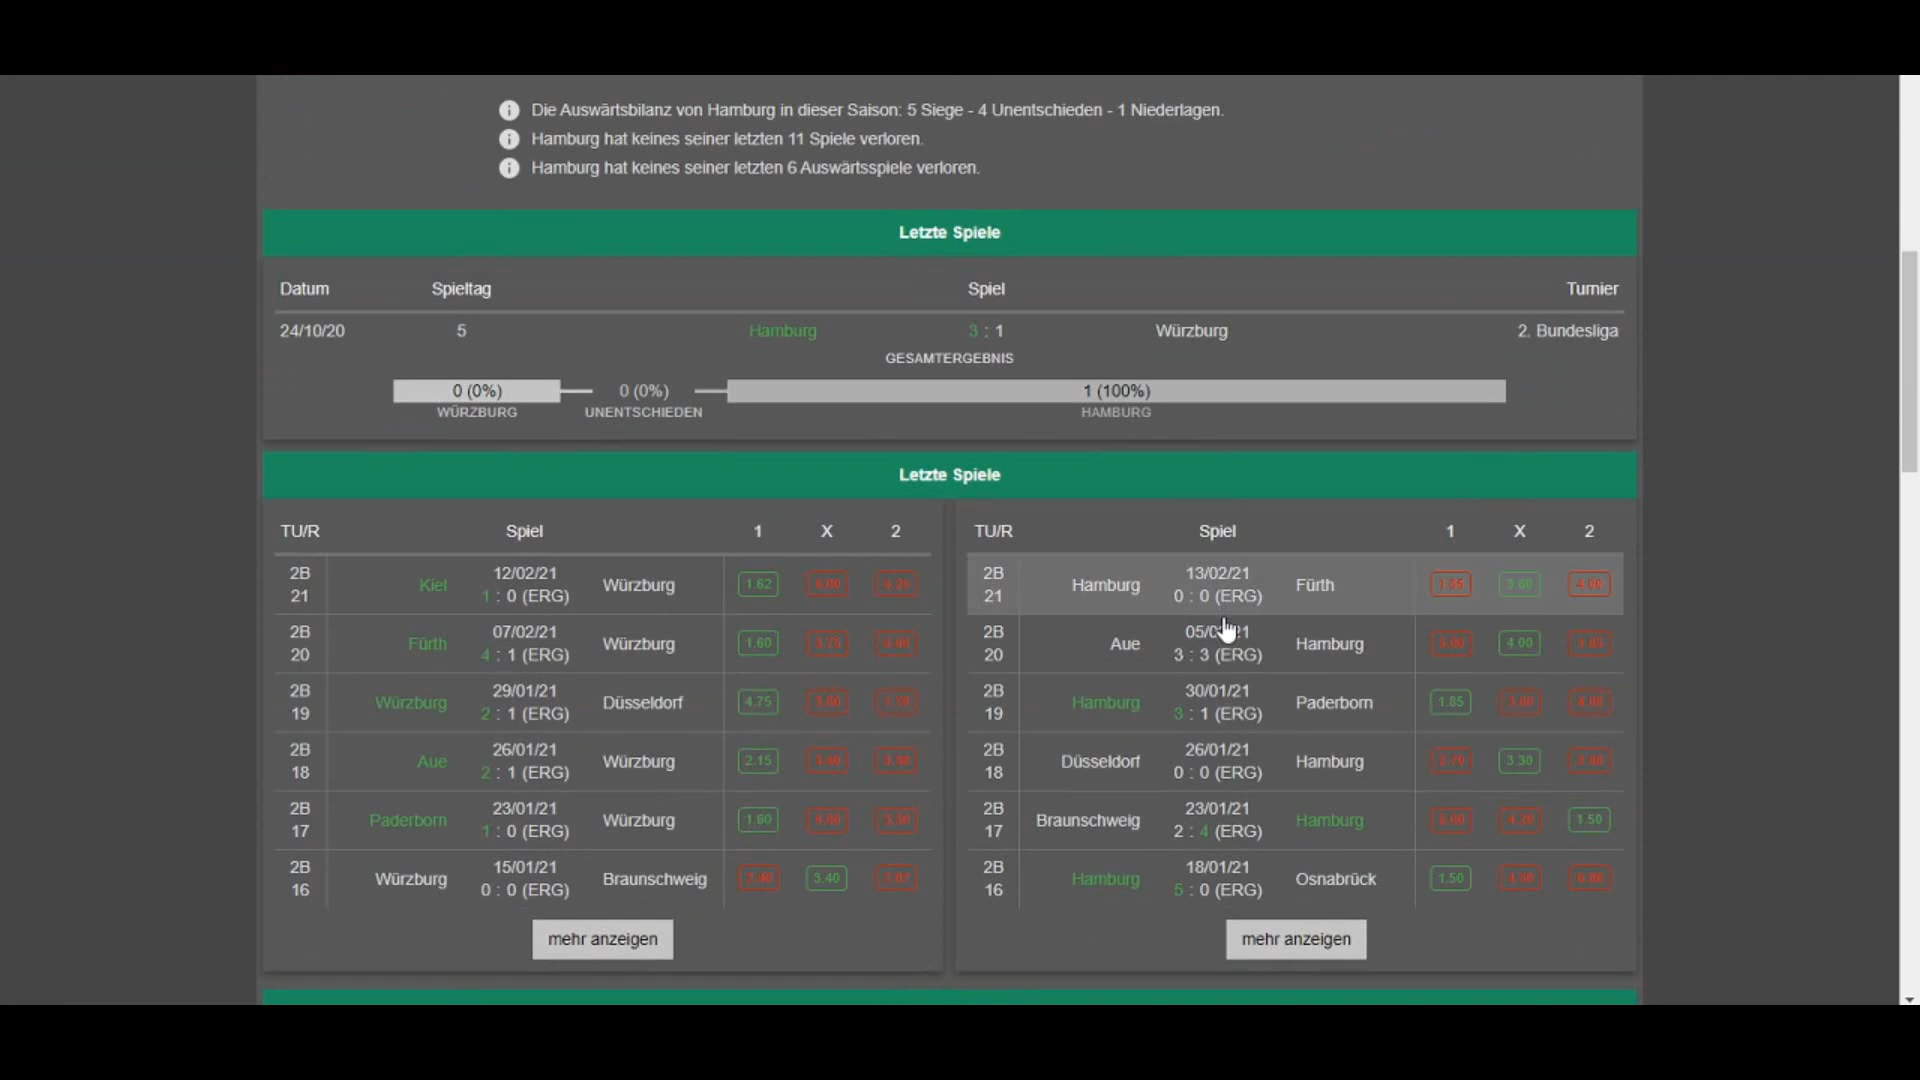 Die Auswärtsbilanz von Hamburg in dieser Saison: 5 Siege - 4 Unentschieden - 1 Niederlagen.
Hamburg hat keines seiner letzten 11 Spiele verloren.
Hamburg hat keines seiner letzten 6 Auswärtsspiele verloren.
Letzte Spiele
Datum Spieltag Spiel Turnier
24/10/20 5 Hamburg 3 : 1 Würzburg 2. Bundesliga
GESAMTERGEBNIS
0 (0%) 0 (0%) 1 (100%)
WÜRZBURG UNENTSCHIEDEN HAMBURG
Letzte Spiele
TU/R Spiel 1 X 2
2B 12/02/21
21 Kiel 1 : 0 (ERG) Würzburg 1.62
2B 07/02/21
20 Fürth 4 : 1 (ERG) Würzburg 1.60
2B 29/01/21
19 Würzburg 2 : 1 (ERG) Düsseldorf 4.75
2B 26/01/21
18 Aue 2 : 1 (ERG) Würzburg 2.15
2B 23/01/21
17 Paderborn 1 : 0 (ERG) Würzburg 1.60
2B 15/01/21
16 Würzburg 0 : 0 (ERG) Braunschweig 3.40
mehr anzeigen
TU/R Spiel 1 X 2
2B 13/02/21
21 Hamburg 0 : 0 (ERG) Fürth
2B
20 Aue 3 : 3 (ERG) Hamburg 4.00
2B 30/01/21
19 Hamburg 3 : 1 (ERG) Paderborn 1.85
2B 26/01/21
18 Düsseldorf 0 : 0 (ERG) Hamburg 3.30
2B 23/01/21
17 Braunschweig 2 : 4 (ERG) Hamburg 1.50
2B 18/01/21
16 Hamburg 5 : 0 (ERG) Osnabrück 1.50
mehr anzeigen